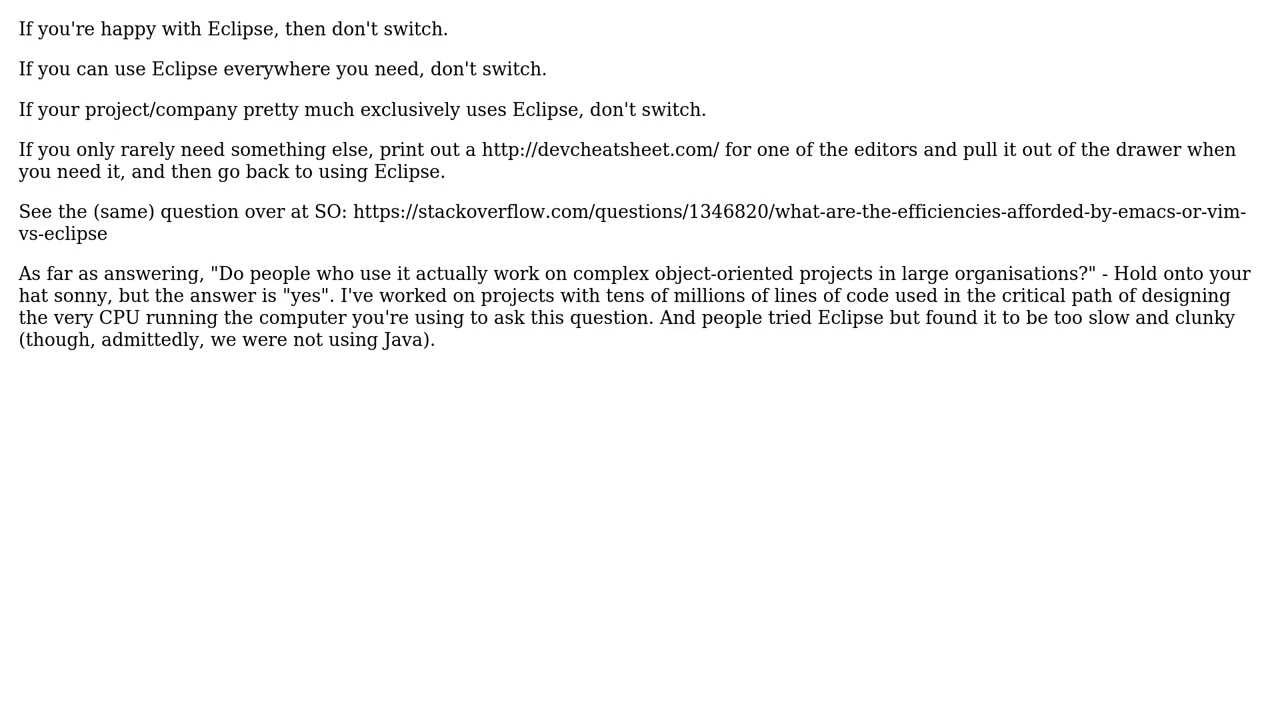 If you're happy with Eclipse, then don't switch.
If you can use Eclipse everywhere you need, don't switch.
If your project/company pretty much exclusively uses Eclipse, don't switch.
If you only rarely need something else, print out a http://devcheatsheet.com/ for one of the editors and pull it out of the drawer when
you need it, and then go back to using Eclipse.
See the (same) question over at SO: https://stackoverflow.com/questions/1346820/what-are-the-efficiencies-afforded-by-emacs-or-vim-
vs-eclipse
As far as answering, "Do people who use it actually work on complex object-oriented projects in large organisations?" - Hold onto your
hat sonny, but the answer is "yes". I've worked on projects with tens of millions of lines of code used in the critical path of designing
the very CPU running the computer you're using to ask this question. And people tried Eclipse but found it to be too slow and clunky
(though, admittedly, we were not using Java).